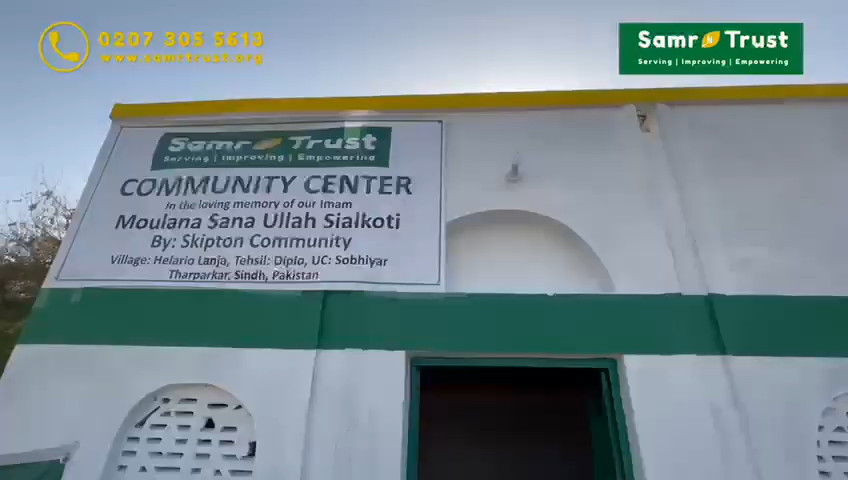 0207 305 5613
www.samrtrust.org
Samr Trust
Serving | Improving | Empowering
Samr Trust
Serving | Improving | Empowering
COMMUNITY CENTER
In the loving memory of our Imam
Moulana Sana Ullah Sialkoti
By: Skipton Community
Village: Helario Lanja, Tehsil: Diplo, UC: Sobhiyar
Tharparkar, Sindh, Pakistan